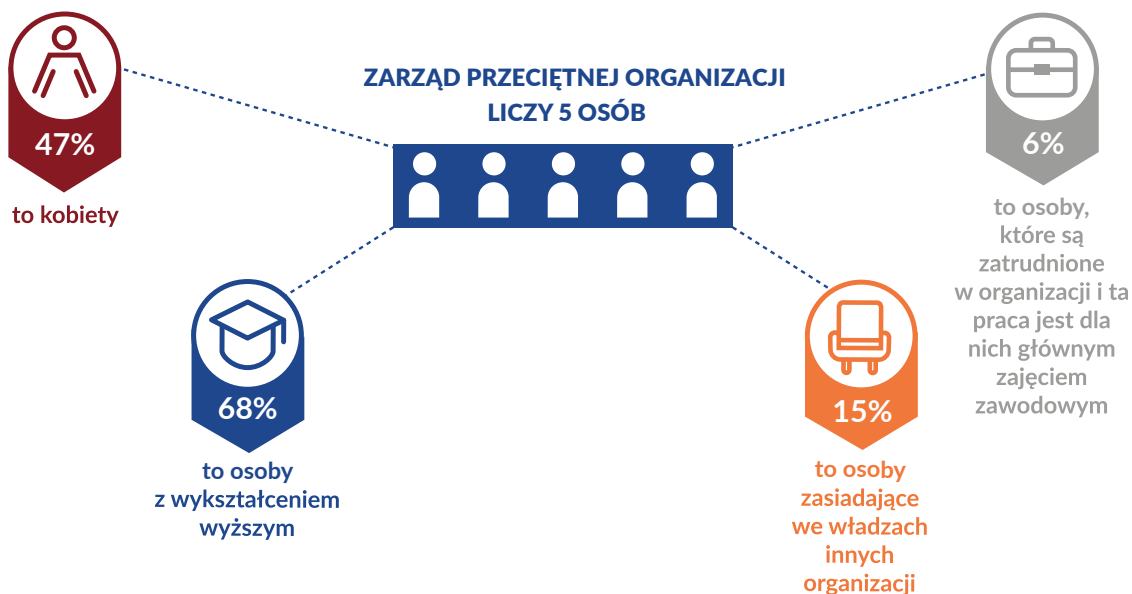 ZARZĄD PRZECIĘTNEJ ORGANIZACJI
LICZY 5 OSÓB
47%
to kobiety
68%
to osoby
z wykształceniem
wyższym
15%
to osoby
zasiadające
we władzach
innych
organizacji
6%
to osoby,
które są
zatrudnione
w organizacji i ta
praca jest dla
nich głównym
zajęciem
zawodowym